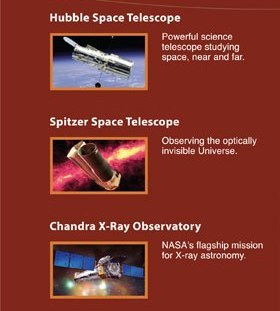 Hubble Space Telescope
Powerful science
telescope studying
space, near and far.
Spitzer Space Telescope
Observing the optically
invisible Universe.
Chandra X-Ray Observatory
NASA's flagship mission
for X-ray astronomy.